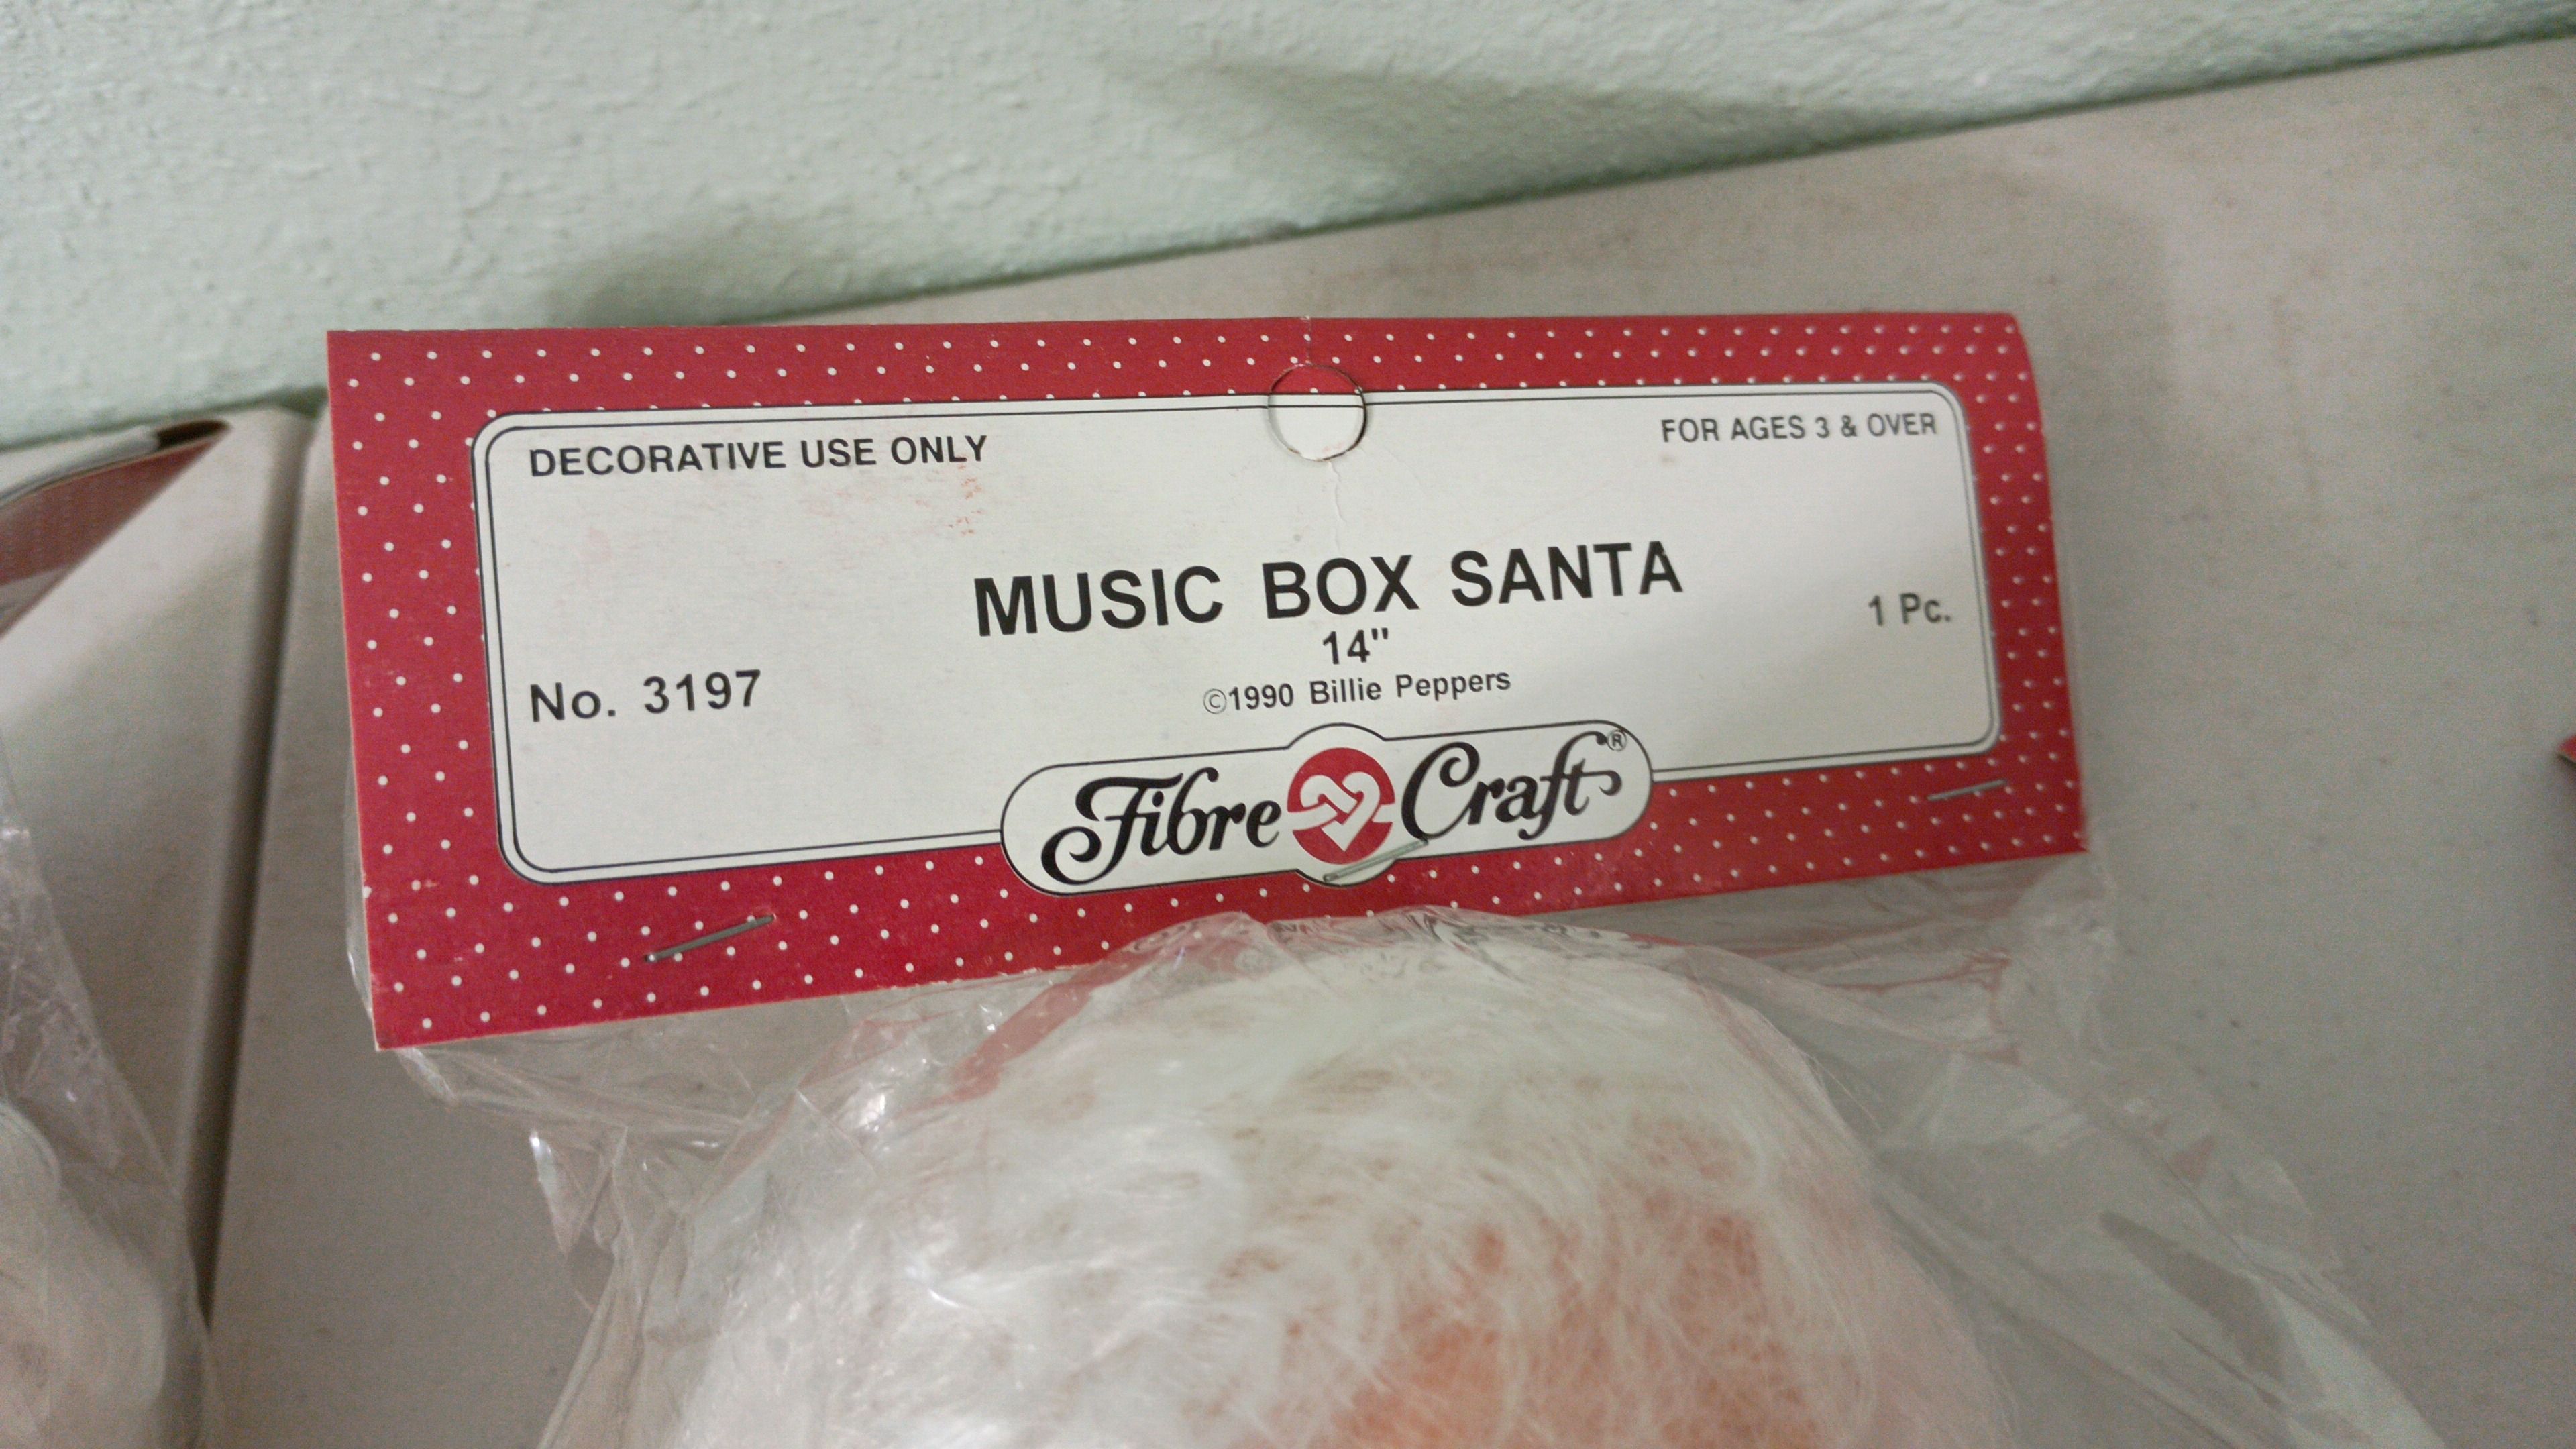 DECORATIVE USE ONLY
FOR AGES 3 & OVER
MUSIC BOX SANTA
14"
1 Pc.
No. 3197
©1990 Billie Peppers
Fibre Craft®